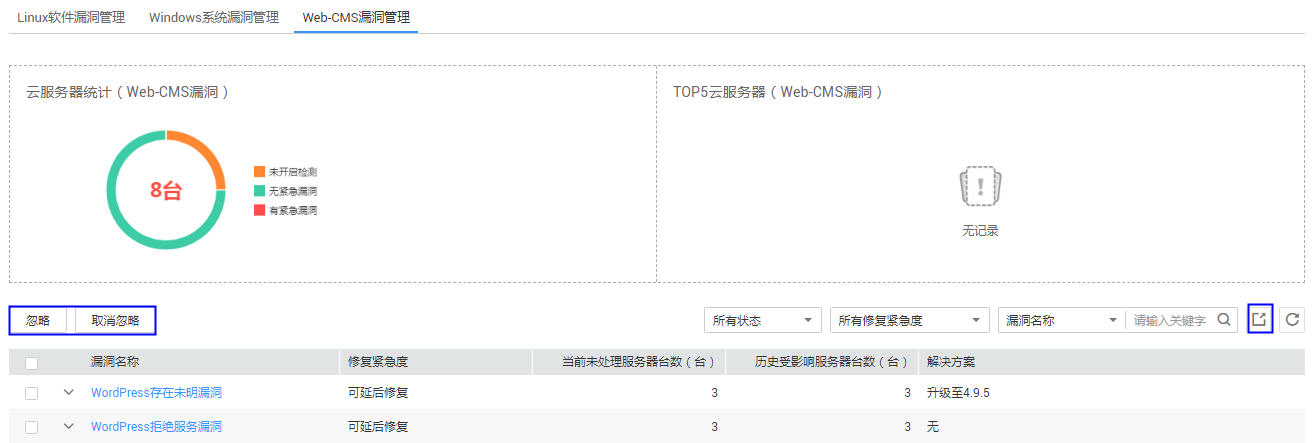 Linux软件漏洞管理 Windows系统漏洞管理 Web-CMS漏洞管理
云服务器统计（Web-CMS漏洞） TOP5云服务器（Web-CMS漏洞）
8台
未开启检测
无紧急漏洞
有紧急漏洞
无记录
忽略 取消忽略 所有状态 所有修复紧急度 漏洞名称 请输入关键字
漏洞名称 修复紧急度 当前未处理服务器台数（台） 历史受影响服务器台数（台） 解决方案
WordPress存在未明漏洞 可延后修复 3 3 升级至4.9.5
WordPress拒绝服务漏洞 可延后修复 3 3 无